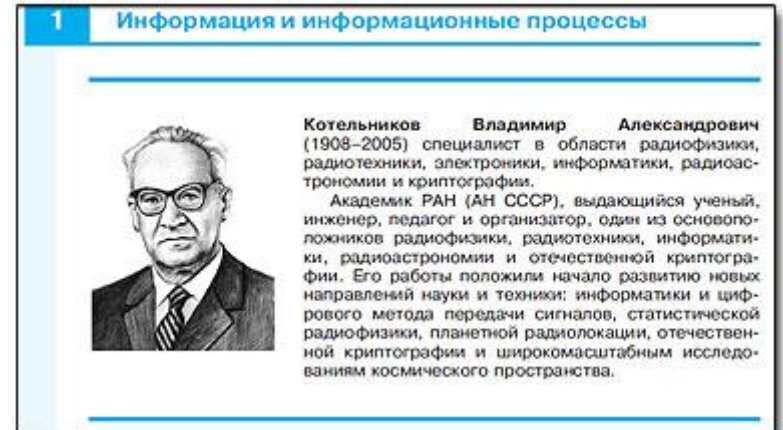 1 Информация и информационные процессы
Котельников Владимир Александрович
(1908–2005) специалист в области радиофизики,
радиотехники, электроники, информатики, радиоас-
трономии и криптографии.
Академик РАН (АН СССР), выдающийся ученый,
инженер, педагог и организатор, один из основопо-
ложников радиофизики, радиотехники, информати-
ки, радиоастрономии и отечественной криптогра-
фии. Его работы положили начало развитию новых
направлений науки и техники: информатики и циф-
рового метода передачи сигналов, статистической
радиофизики, планетной радиолокации, отечествен-
ной криптографии и широкомасштабным исследо-
ваниям космического пространства.